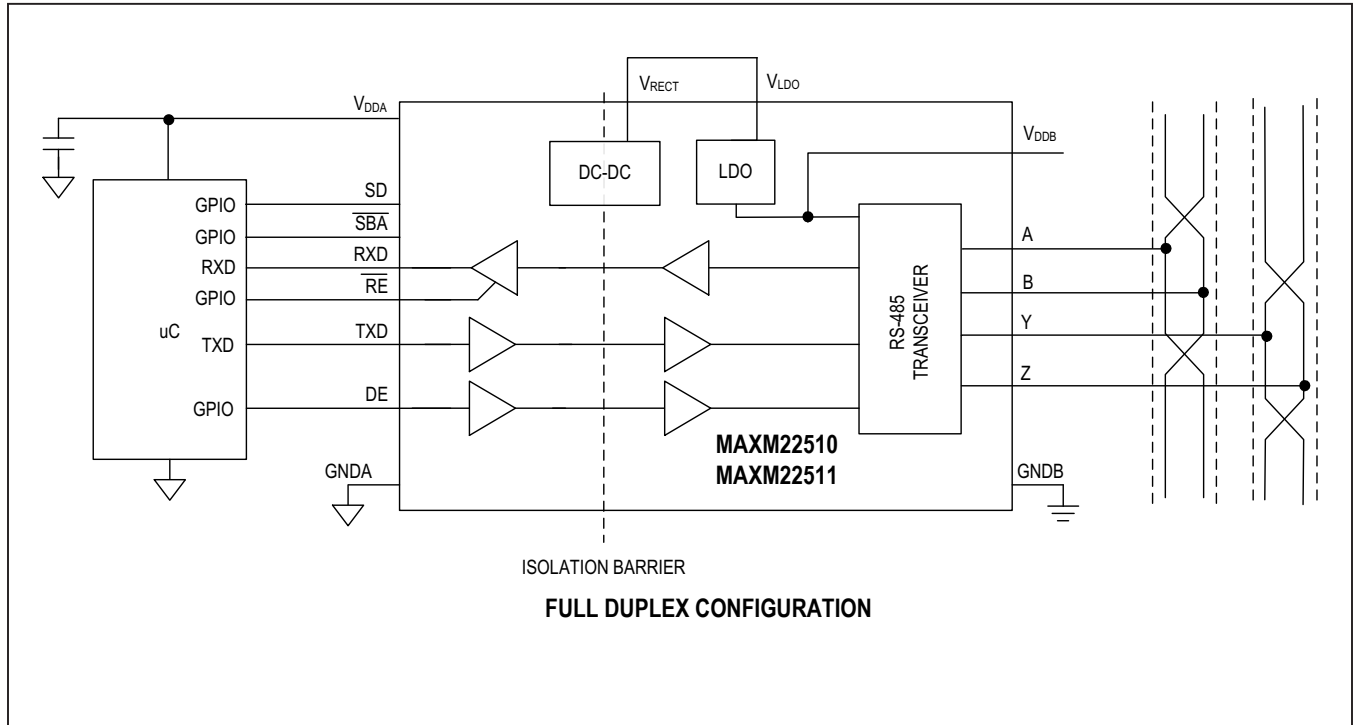 VRECT
VLDO
VDDA
VDDB
DC-DC
LDO
GPIO
SD
GPIO
SBA
RXD
RXD
GPIO
RE
uC
TXD
TXD
GPIO
DE
A
B
Y
Z
RS-485
TRANSCEIVER
MAXM22510
MAXM22511
GNDA
GNDB
ISOLATION BARRIER
FULL DUPLEX CONFIGURATION